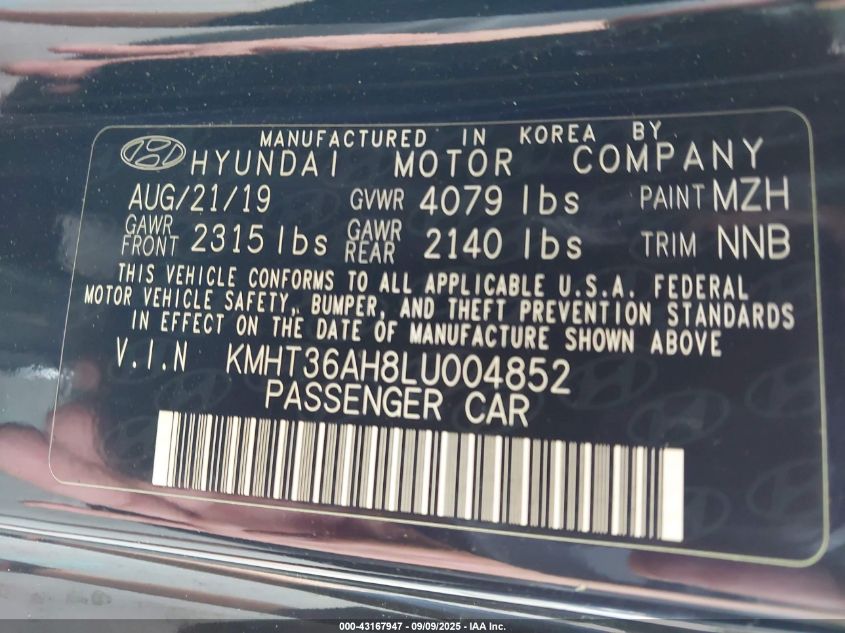 MANUFACTURED IN KOREA BY
HYUNDAI MOTOR COMPANY
AUG/21/19 GVWR 4079 lbs PAINT MZH
GAWR FRONT 2315 lbs GAWR REAR 2140 lbs TRIM NNB
THIS VEHICLE CONFORMS TO ALL APPLICABLE U.S.A. FEDERAL
MOTOR VEHICLE SAFETY, BUMPER, AND THEFT PREVENTION STANDARDS
IN EFFECT ON THE DATE OF MANUFACTURE SHOWN ABOVE
V.I.N KMHT36AH8LU004852
PASSENGER CAR
000-43167947 - 09/09/2025 - IAA Inc.